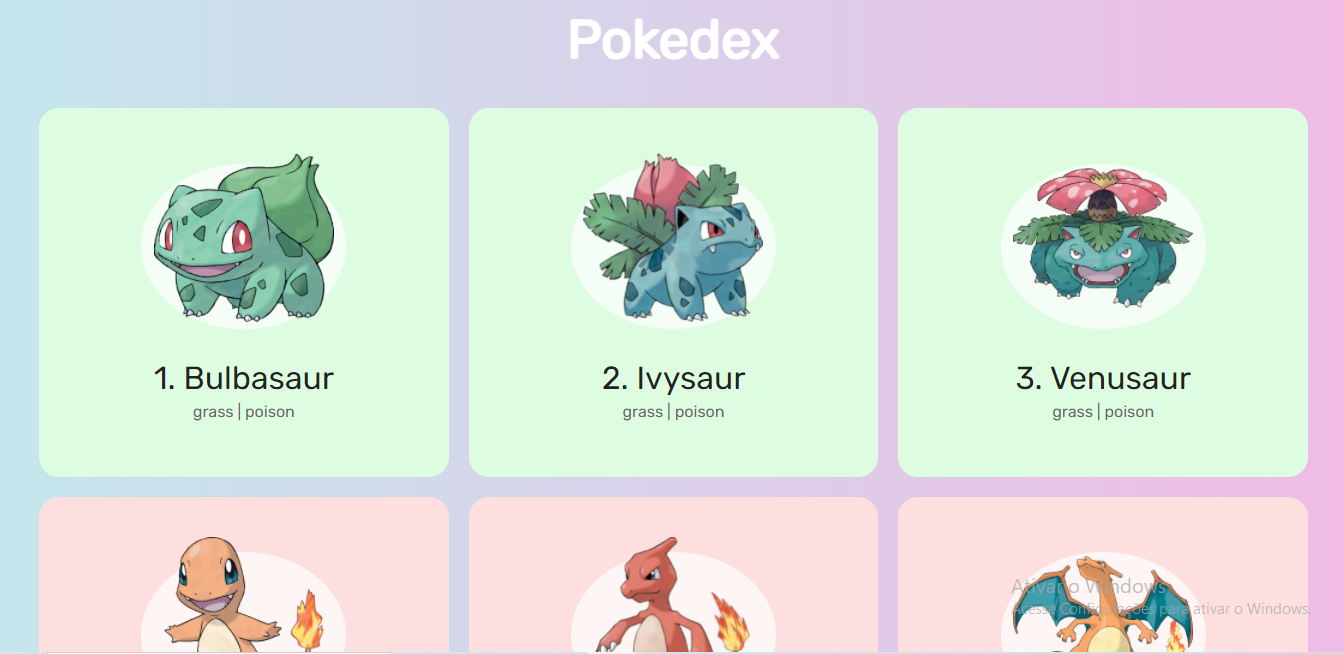 Pokedex
1. Bulbasaur
grass | poison
2. Ivysaur
grass | poison
3. Venusaur
grass | poison
Ativar o Windows
Acesse Configurações para ativar o Windows.